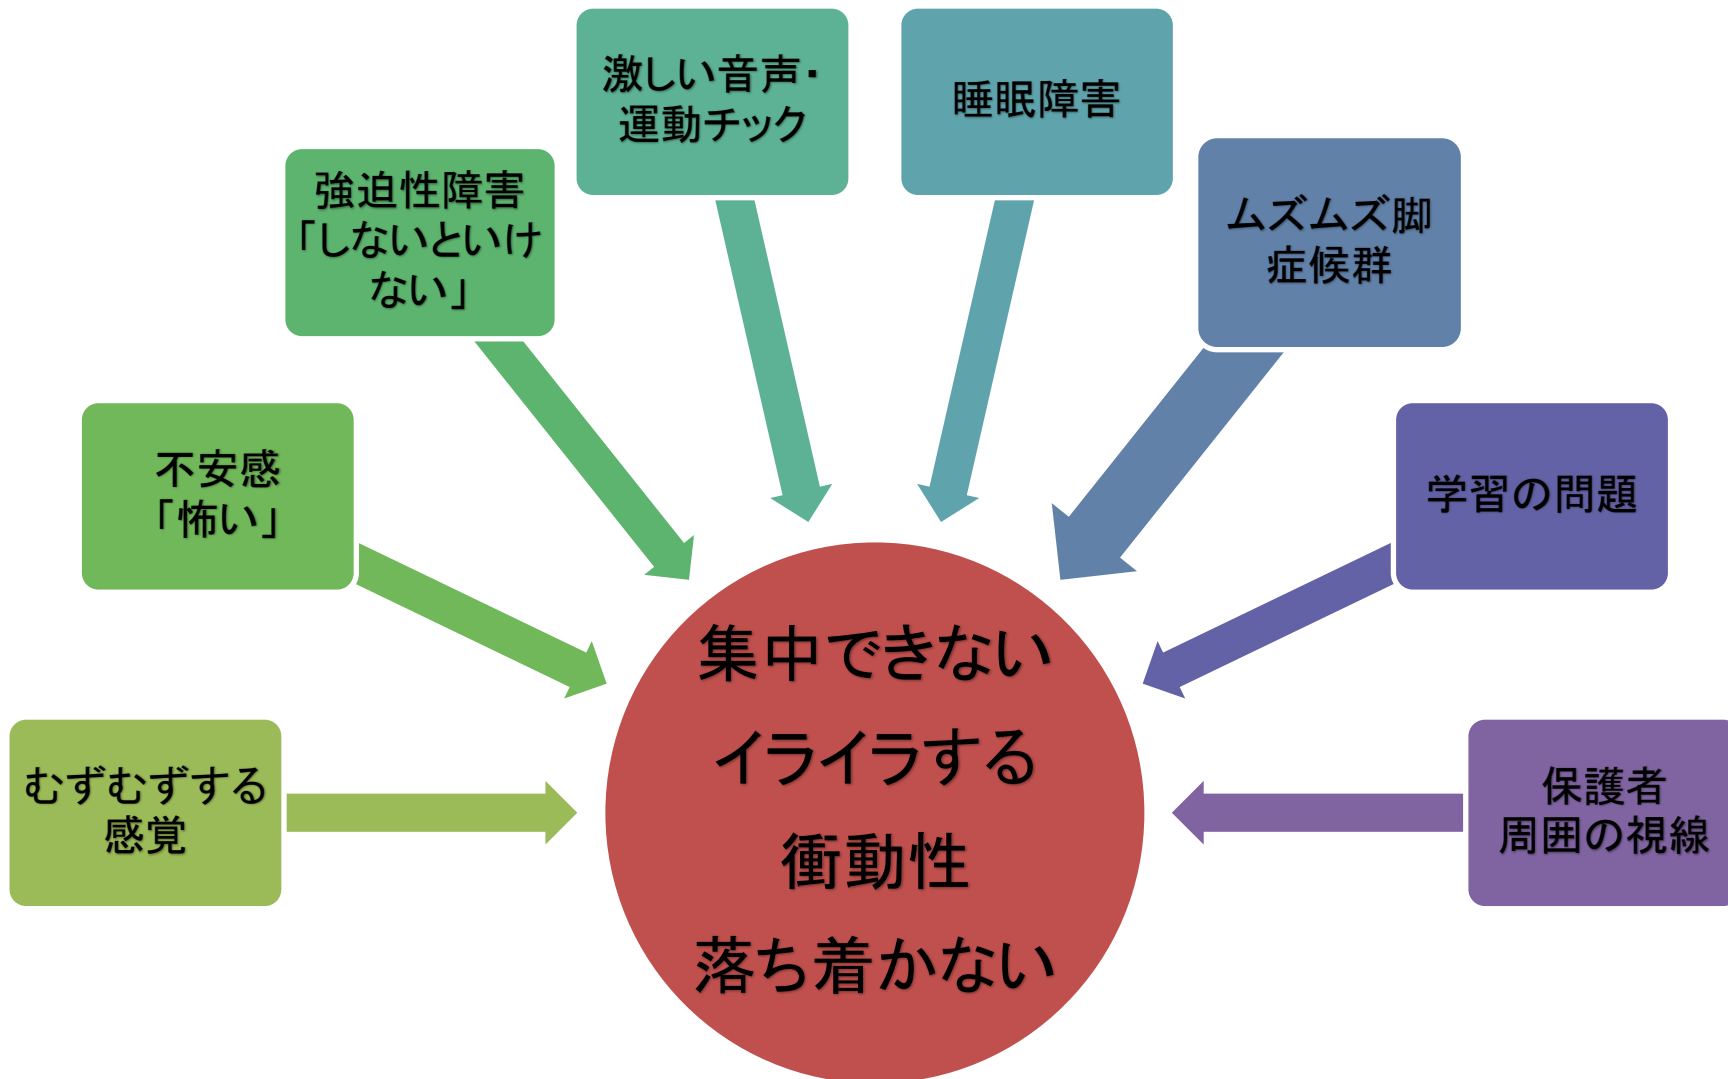 激しい音声・
運動チック
睡眠障害
強迫性障害
「しないといけ
ない」
ムズムズ脚
症候群
不安感
「怖い」
学習の問題
むずむずする
感覚
保護者
周囲の視線
集中できない
イライラする
衝動性
落ち着かない